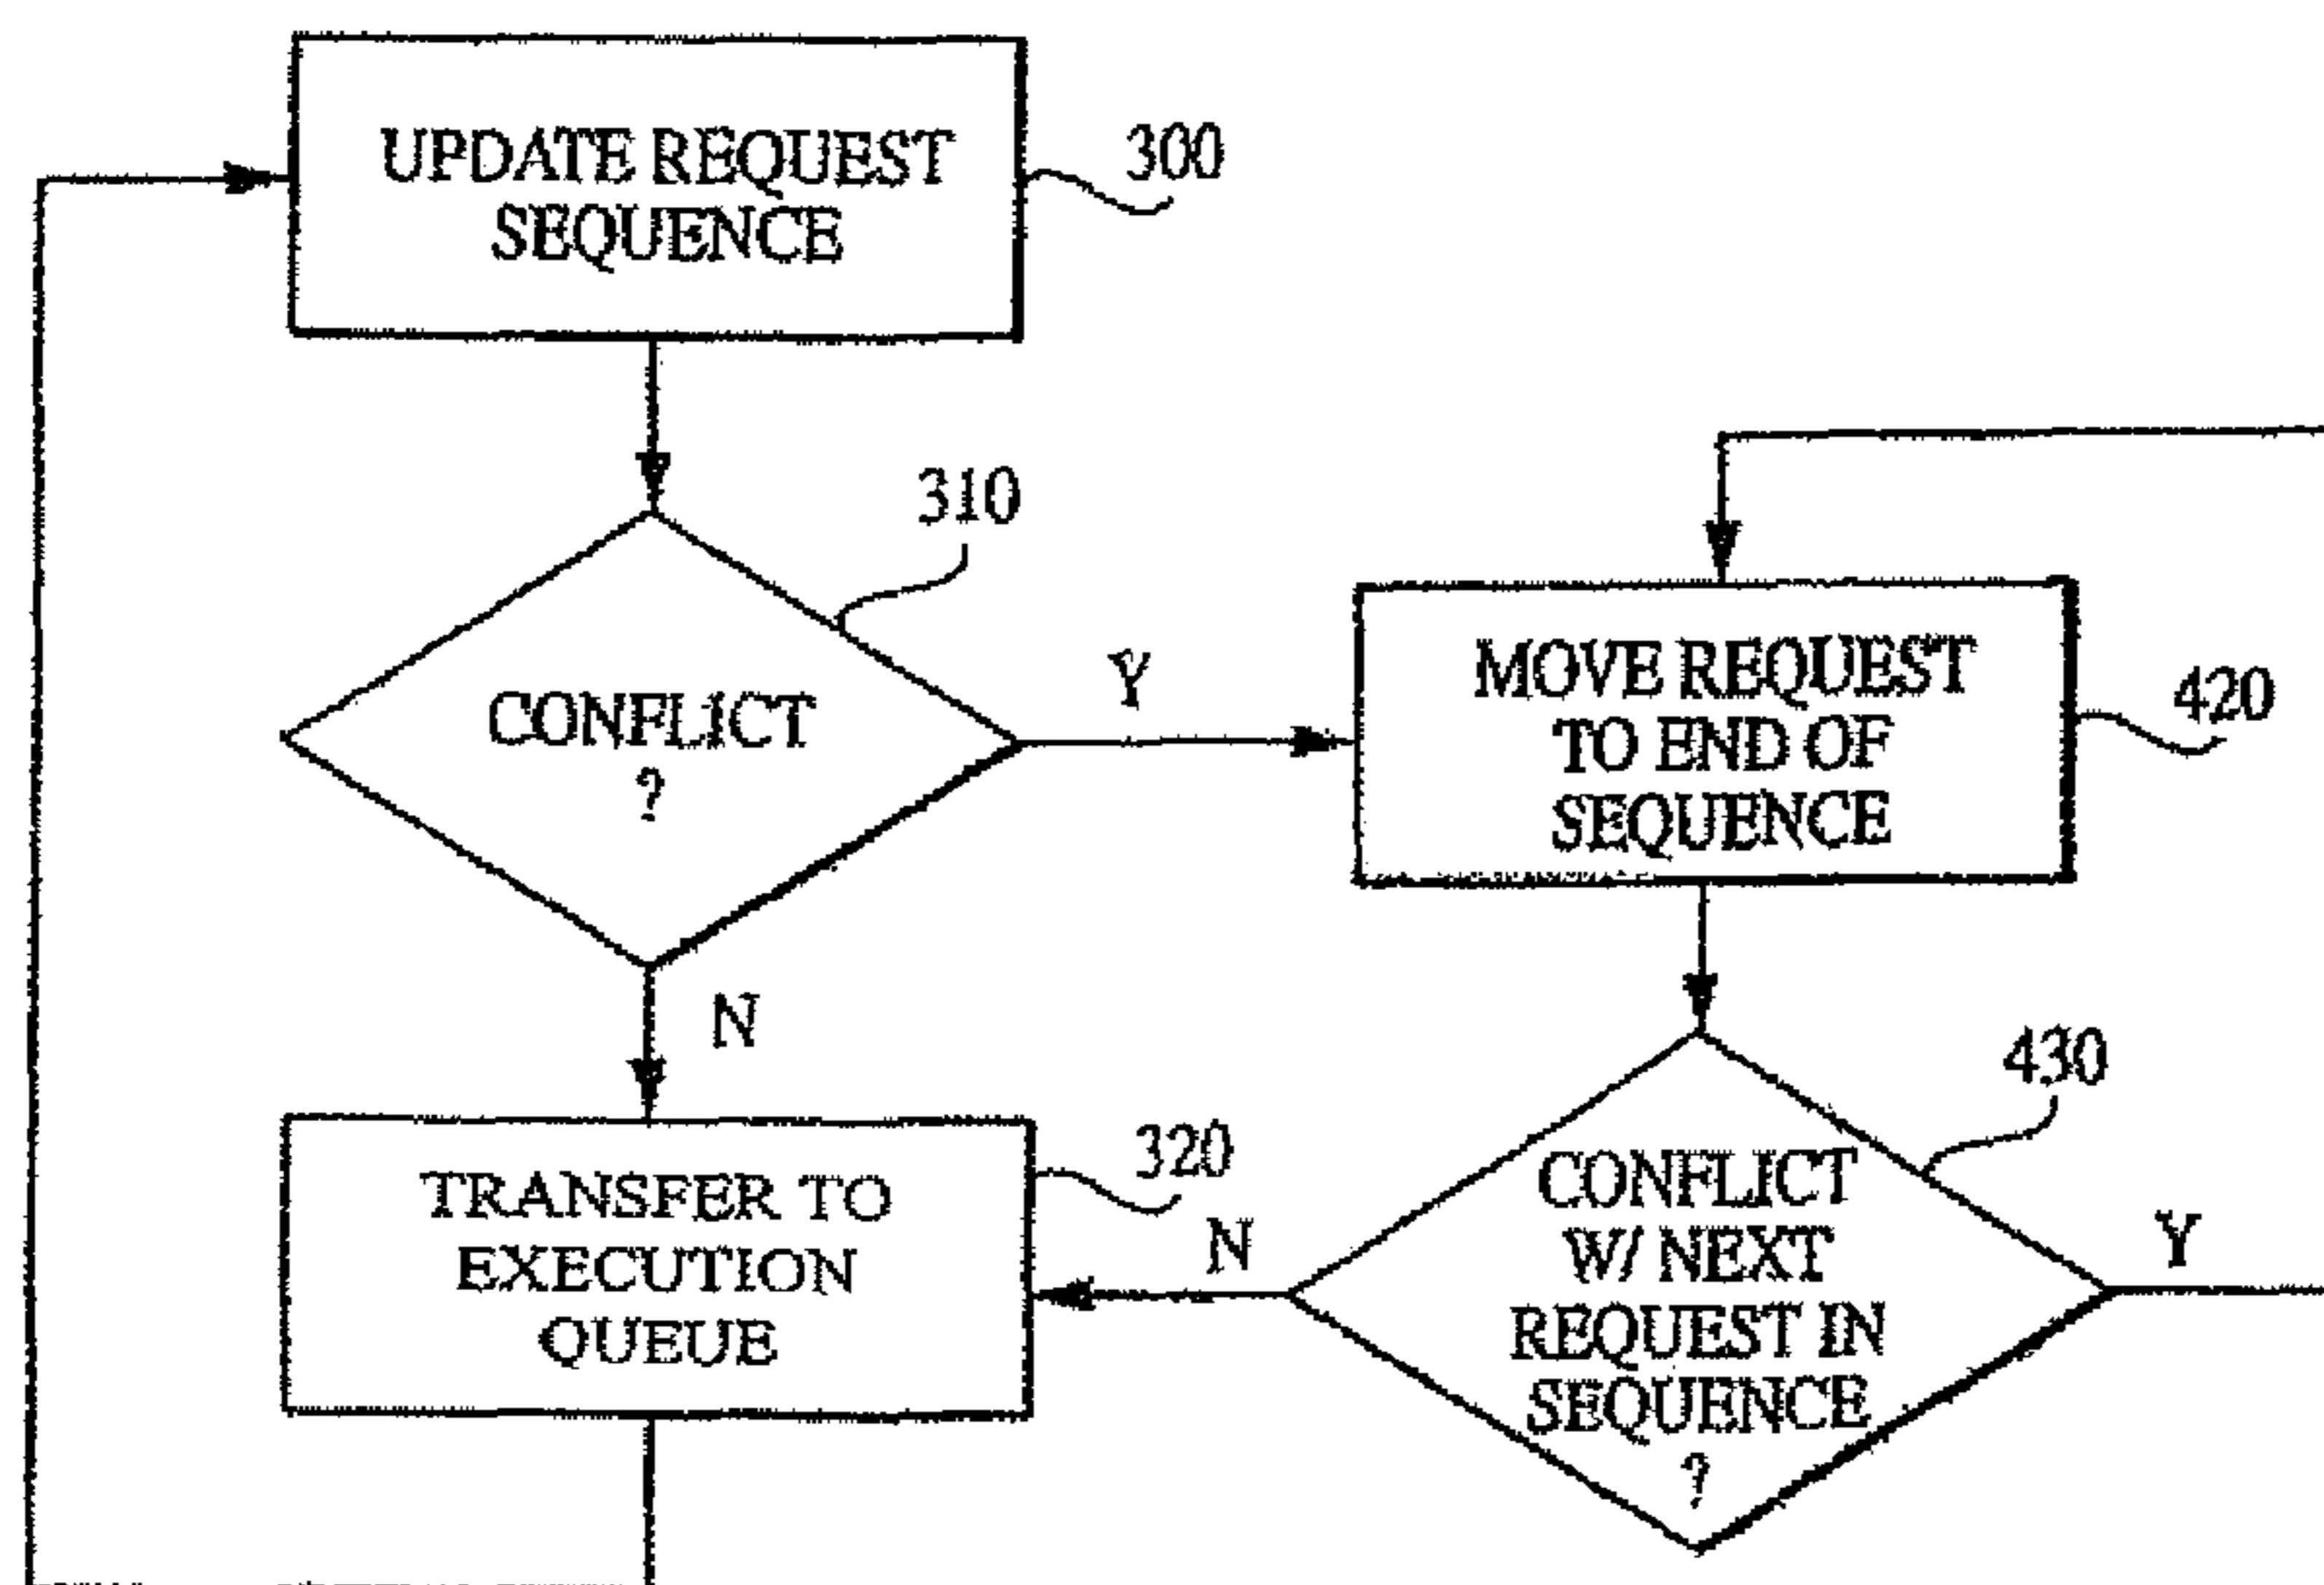 UPDATE REQUEST
SEQUENCE
300
310
CONFLICT
?
Y
N
MOVE REQUEST
TO END OF
SEQUENCE
420
430
CONFLICT
W/ NEXT
REQUEST IN
SEQUENCE
?
Y
N
TRANSFER TO
EXECUTION
QUEUE
320